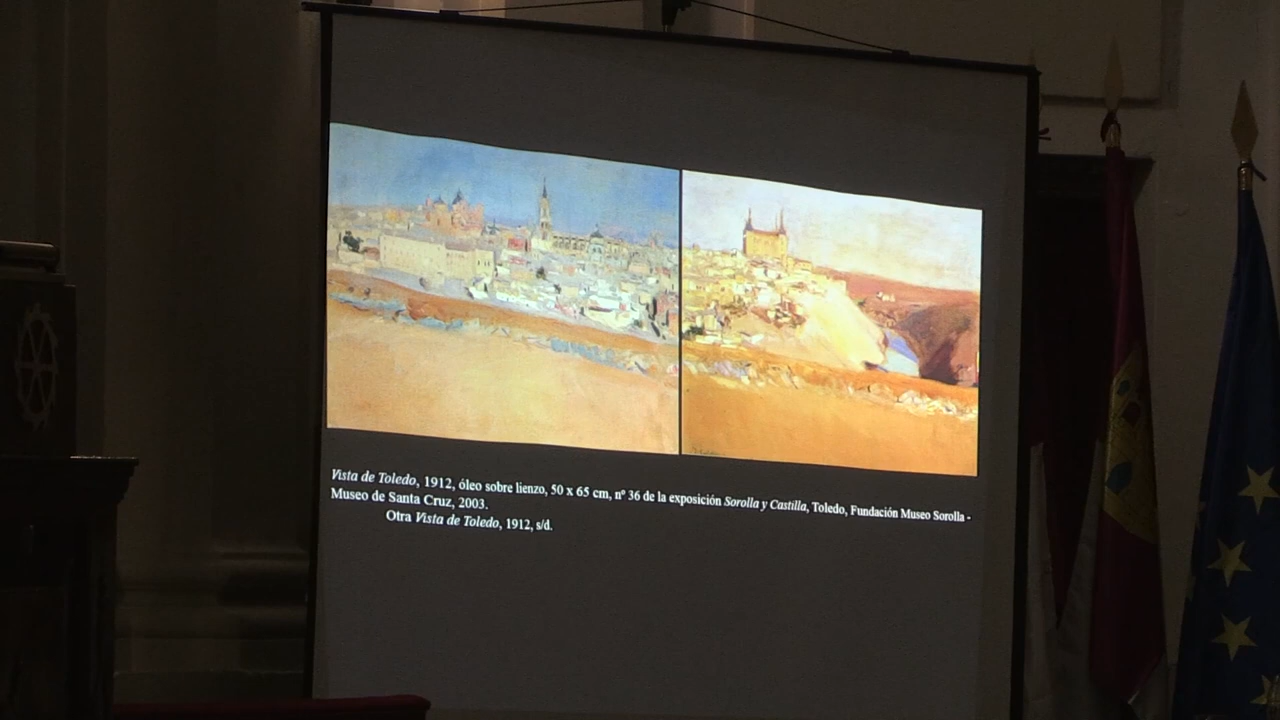 Vista de Toledo, 1912, óleo sobre lienzo, 50 x 65 cm, nº 36 de la exposición Sorolla y Castilla, Toledo, Fundación Museo Sorolla -
Museo de Santa Cruz, 2003.
Otra Vista de Toledo, 1912, s/d.